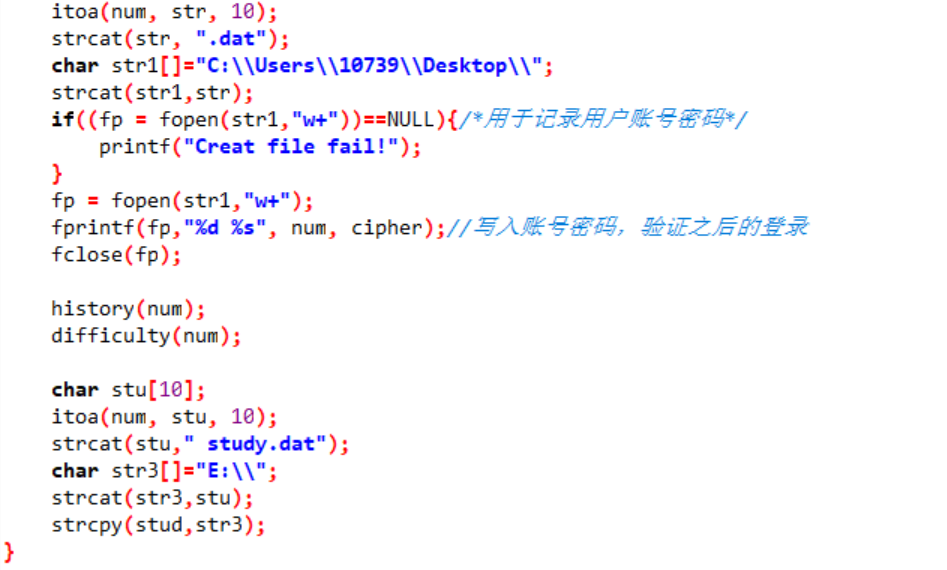 itoa(num, str, 10);
strcat(str, ".dat");
char str1[]="C:\\Users\\10739\\Desktop\\";
strcat(str1,str);
if((fp = fopen(str1,"w+"))==NULL){/*用于记录用户账号密码*/
printf("Creat file fail!");
}
fp = fopen(str1,"w+");
fprintf(fp,"%d %s", num, cipher);//写入账号密码，验证之后的登录
fclose(fp);
history(num);
difficulty(num);
char stu[10];
itoa(num, stu, 10);
strcat(stu," study.dat");
char str3[]="E:\\";
strcat(str3,stu);
strcpy(stud,str3);
}